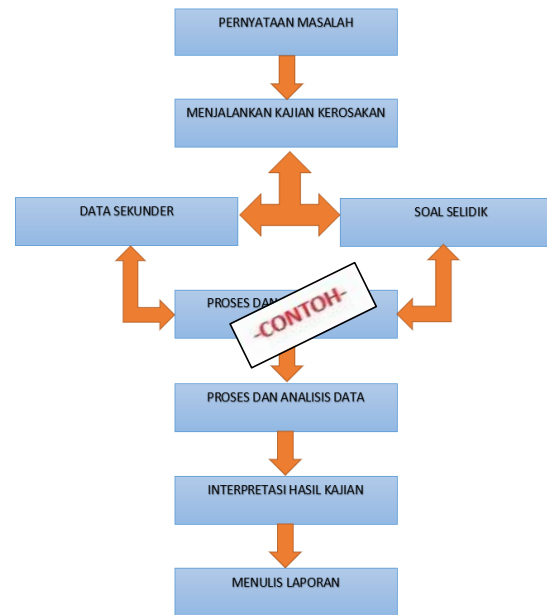 PERNYATAAN MASALAH
MENJALANKAN KAJIAN KEROSAKAN
DATA SEKUNDER
SOAL SELIDIK
PROSES DAN
-CONTOH-
PROSES DAN ANALISIS DATA
INTERPRETASI HASIL KAJIAN
MENULIS LAPORAN